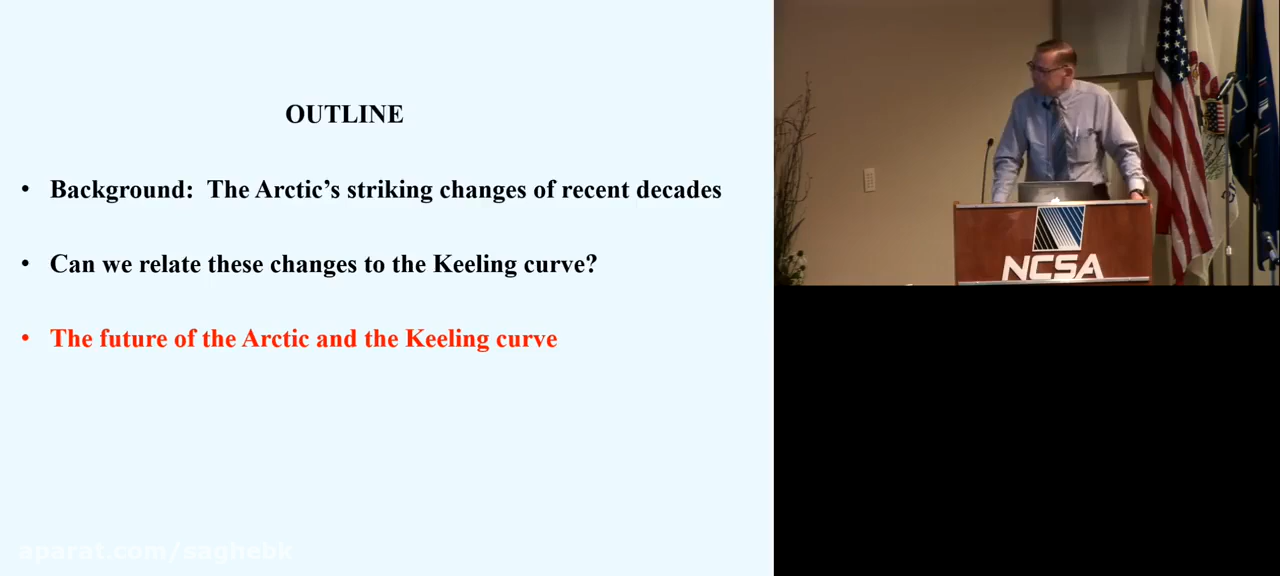 OUTLINE
• Background: The Arctic's striking changes of recent decades
• Can we relate these changes to the Keeling curve?
• The future of the Arctic and the Keeling curve
NCSA
aparat.com/saghebk